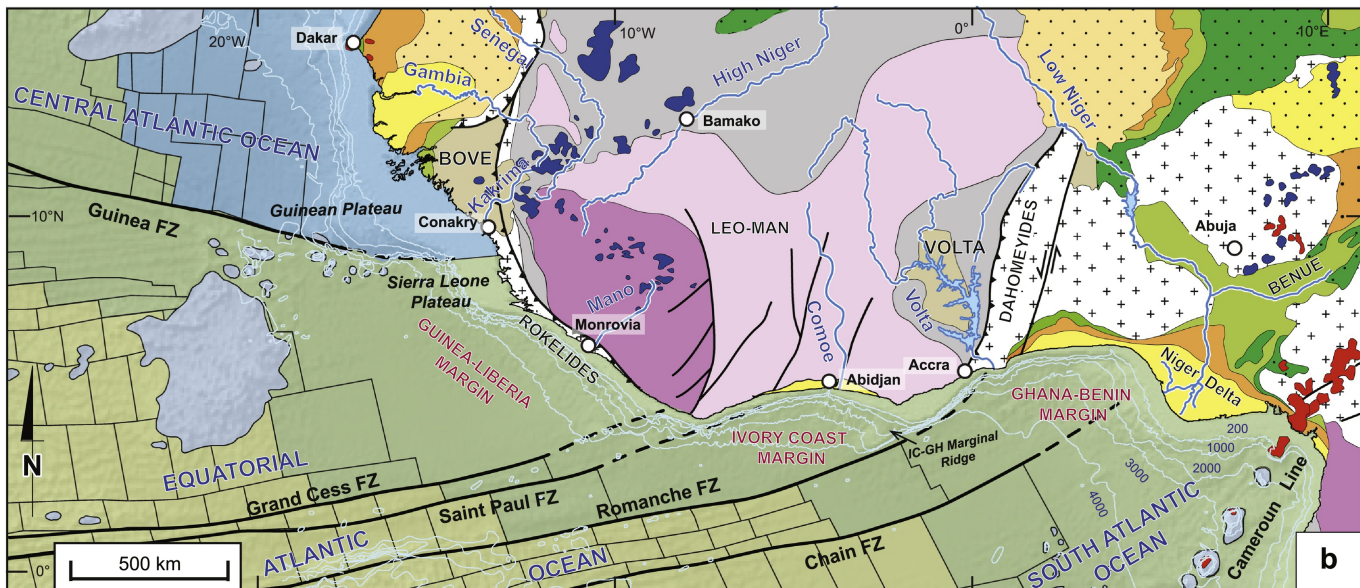 20°W
10°W
0°
10°E
Dakar
Senegal
Gambia
High Niger
Low Niger
CENTRAL ATLANTIC OCEAN
Bamako
BOVE
Kakrima
10°N
Guinea FZ
Guinean Plateau
Conakry
LEO-MAN
VOLTA
DAHOMEYIDES
Abuja
BENUE
Sierra Leone
Plateau
Mano
Monrovia
Comoe
Volta
ROKELIDES
GUINEA-LIBERIA
MARGIN
Abidjan
Accra
Niger Delta
GHANA-BENIN
MARGIN
IVORY COAST
MARGIN
IC-GH Marginal
Ridge
200
1000
2000
3000
4000
N
EQUATORIAL
ATLANTIC
OCEAN
Grand Cess FZ
Saint Paul FZ
Romanche FZ
Chain FZ
SOUTH ATLANTIC
OCEAN
Cameroun Line
500 km
0°
b